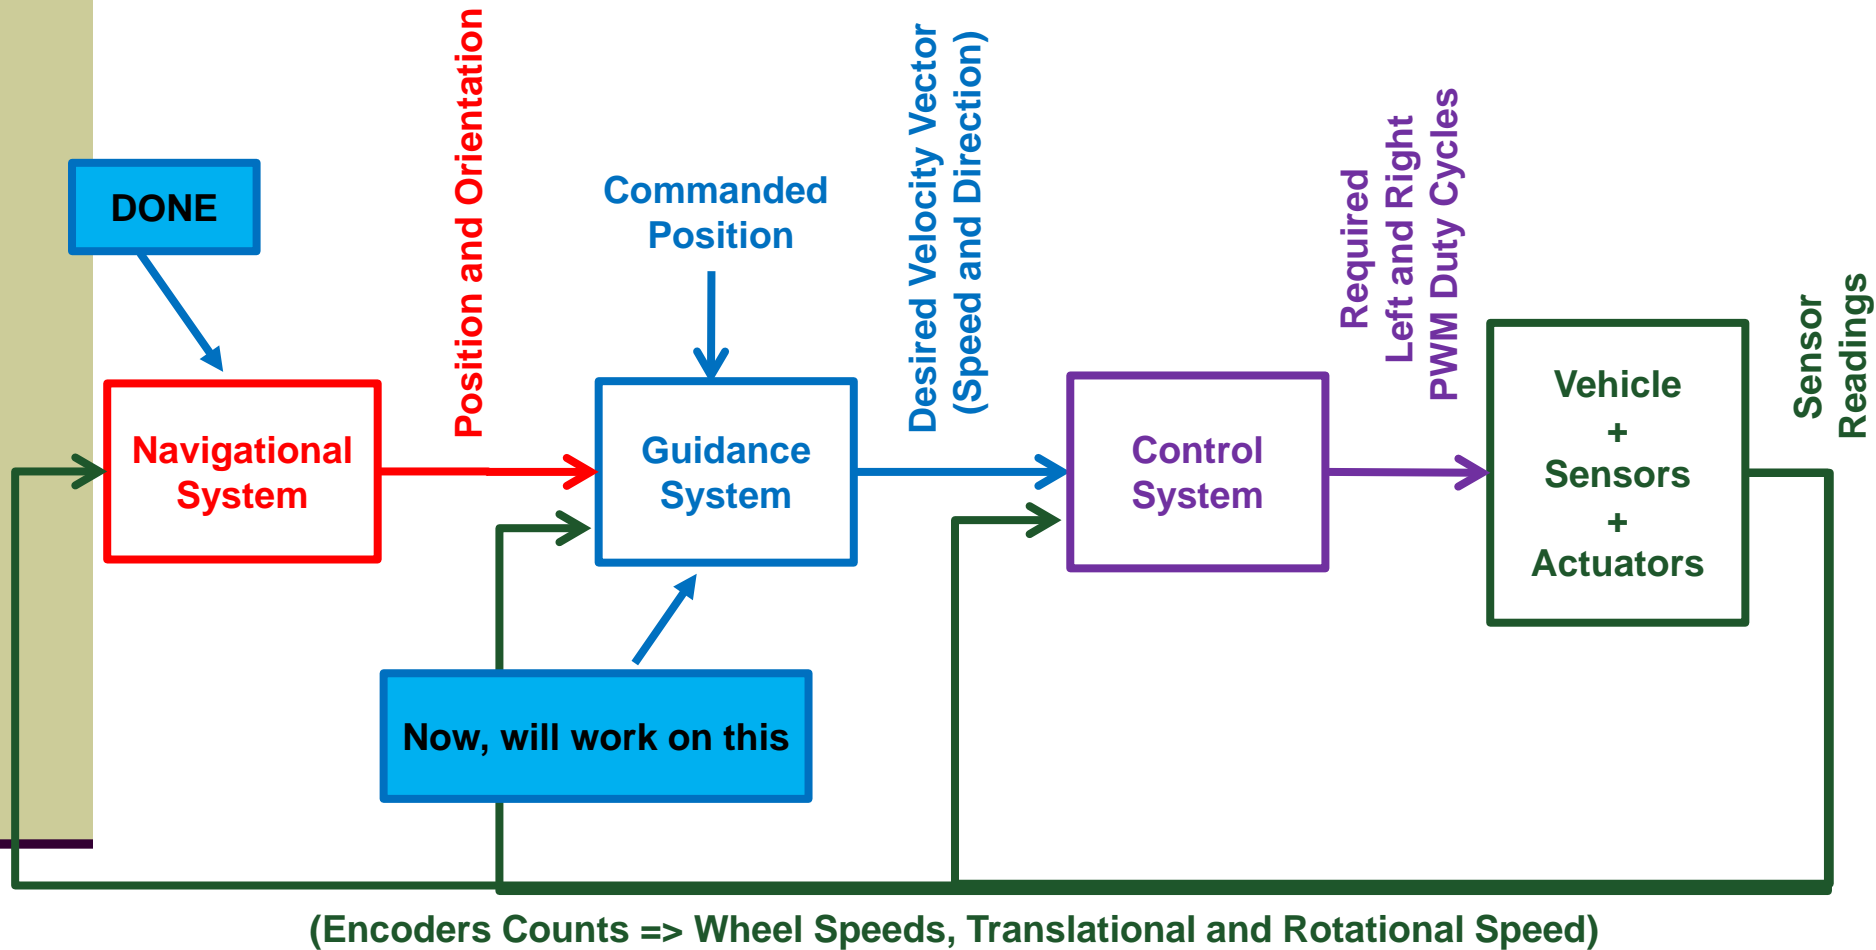 DONE
Position and Orientation
Commanded
Position
Desired Velocity Vector
(Speed and Direction)
Required
Left and Right
PWM Duty Cycles
Sensor
Readings
Navigational
System
Guidance
System
Control
System
Vehicle
+
Sensors
+
Actuators
Now, will work on this
(Encoders Counts => Wheel Speeds, Translational and Rotational Speed)